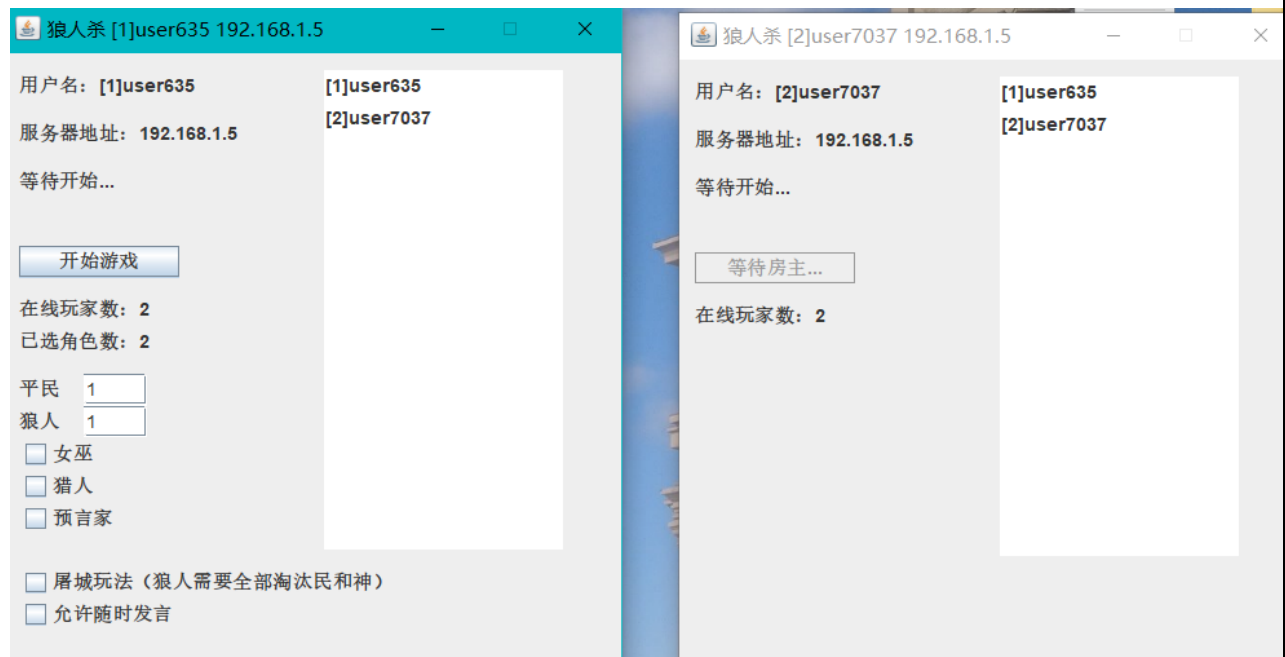 狼人杀 [1]user635 192.168.1.5
用户名：[1]user635
服务器地址：192.168.1.5
等待开始...
开始游戏
在线玩家数：2
已选角色数：2
平民 1
狼人 1
女巫
猎人
预言家
屠城玩法（狼人需要全部淘汰民和神）
允许随时发言
[1]user635
[2]user7037
狼人杀 [2]user7037 192.168.1.5
用户名：[2]user7037
服务器地址：192.168.1.5
等待开始...
等待房主...
在线玩家数：2
[1]user635
[2]user7037